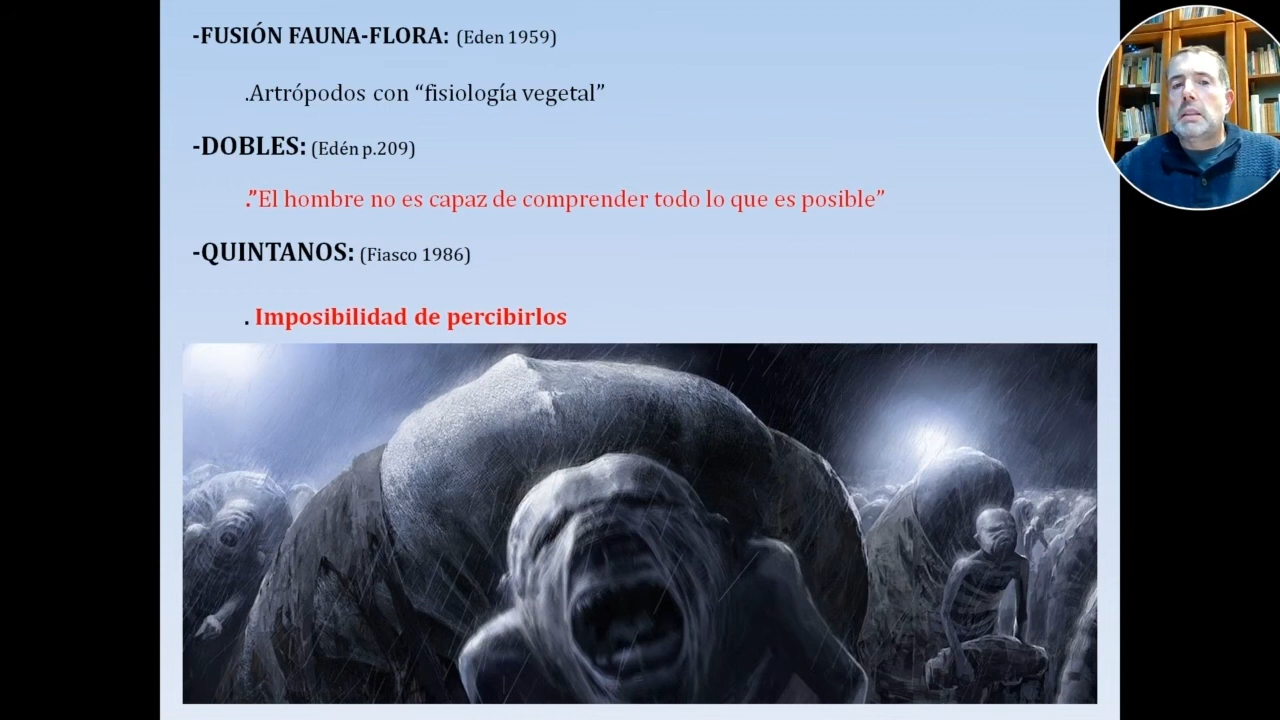 -FUSIÓN FAUNA-FLORA: (Eden 1959)
.Artrópodos con “fisiología vegetal”
-DOBLES: (Edén p.209)
.”El hombre no es capaz de comprender todo lo que es posible”
-QUINTANOS: (Fiasco 1986)
. Imposibilidad de percibirlos